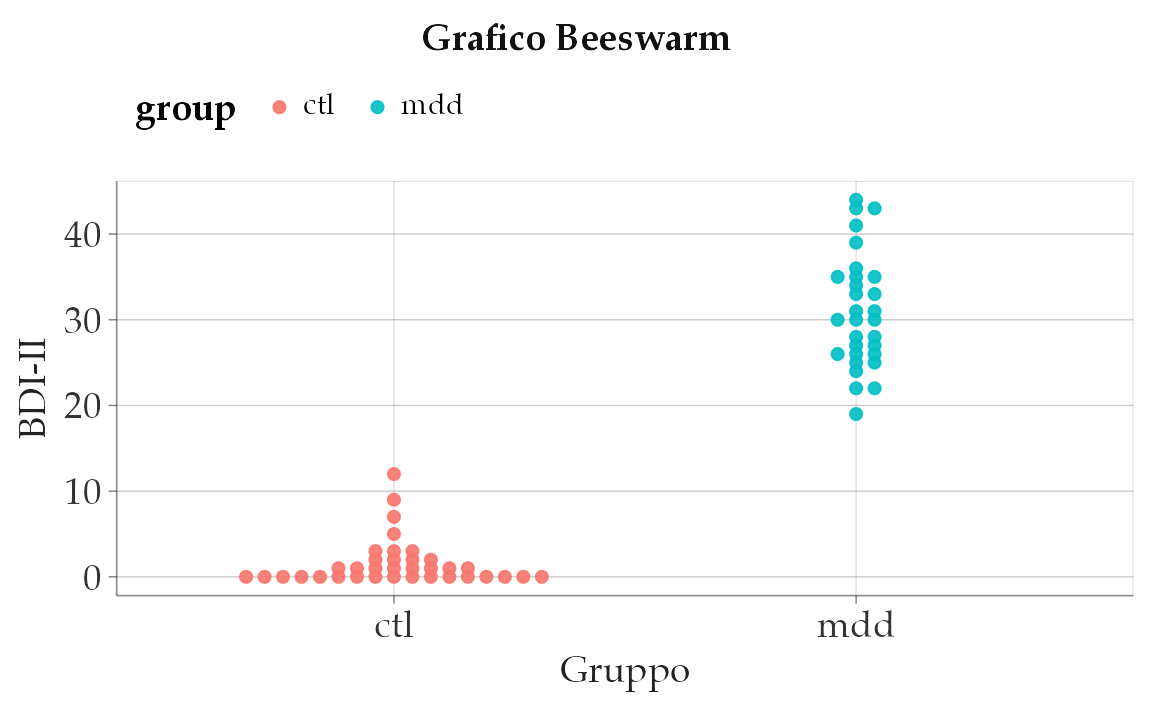 Grafico Beeswarm
group ctl mdd
40
30
20
10
0
BDI-II
ctl mdd
Gruppo